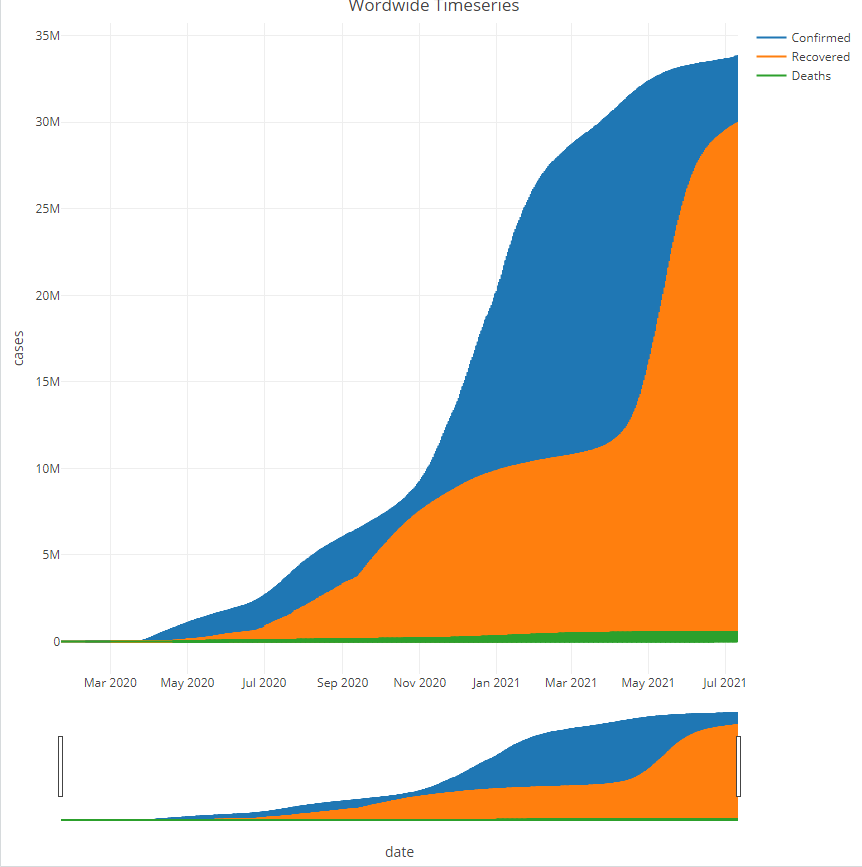 Wordwide Timeseries
Confirmed
Recovered
Deaths
35M
30M
25M
20M
15M
10M
5M
0
cases
Mar 2020 May 2020 Jul 2020 Sep 2020 Nov 2020 Jan 2021 Mar 2021 May 2021 Jul 2021
date